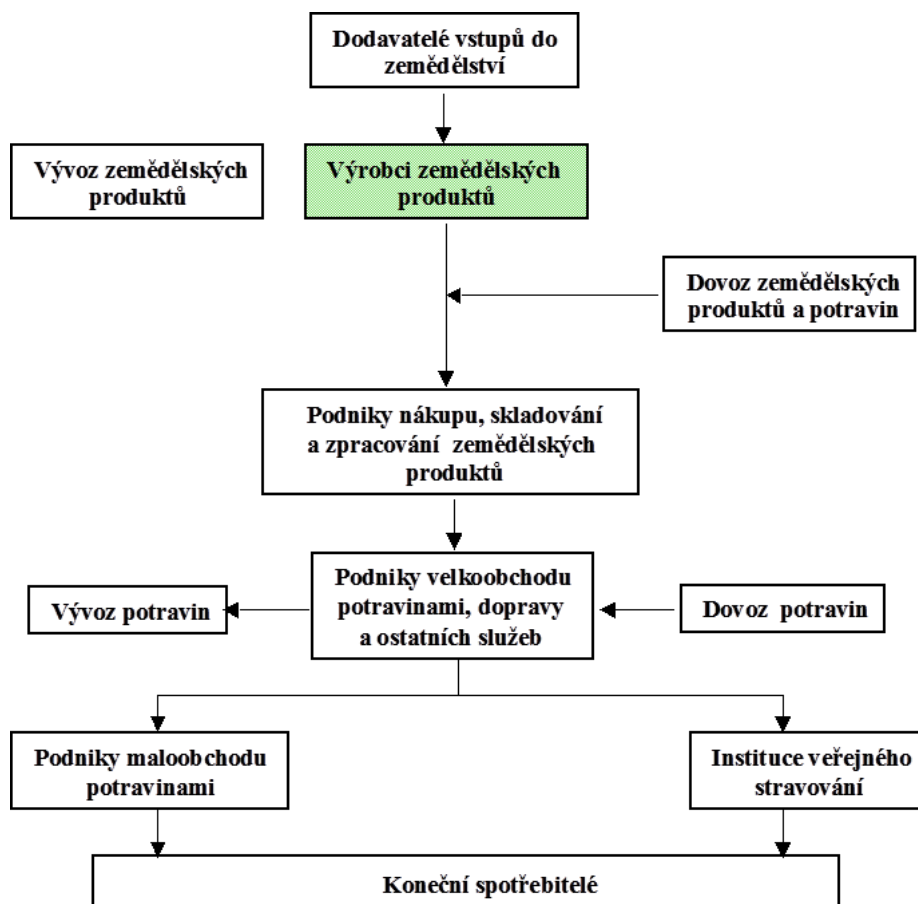 Dodavatelé vstupů do
zemědělství
Vývoz zemědělských
produktů
Výrobci zemědělských
produktů
Dovoz zemědělských
produktů a potravin
Podniky nákupu, skladování
a zpracování zemědělských
produktů
Vývoz potravin
Podniky velkoobchodu
potravinami, dopravy
a ostatních služeb
Dovoz potravin
Podniky maloobchodu
potravinami
Instituce veřejného
stravování
Koneční spotřebitelé